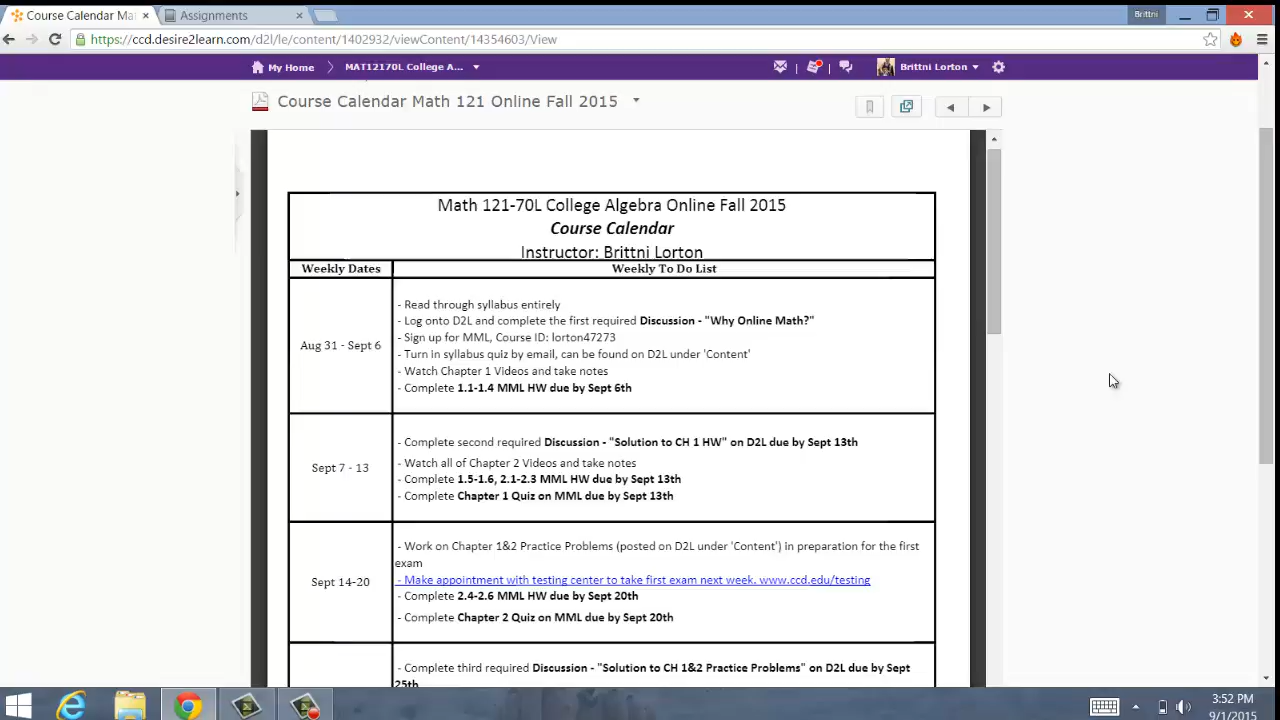 Course Calendar Ma
Assignments
Brittni
https://ccd.desire2learn.com/d2l/le/content/1402932/viewContent/14354603/View
My Home
MAT12170L College A...
Brittni Lorton
Course Calendar Math 121 Online Fall 2015
Math 121-70L College Algebra Online Fall 2015
Course Calendar
Instructor: Brittni Lorton
Weekly Dates
Weekly To Do List
Aug 31 - Sept 6
- Read through syllabus entirely
- Log onto D2L and complete the first required Discussion - "Why Online Math?"
- Sign up for MML, Course ID: lorton47273
- Turn in syllabus quiz by email, can be found on D2L under 'Content'
- Watch Chapter 1 Videos and take notes
- Complete 1.1-1.4 MML HW due by Sept 6th
Sept 7 - 13
- Complete second required Discussion - "Solution to CH 1 HW" on D2L due by Sept 13th
- Watch all of Chapter 2 Videos and take notes
- Complete 1.5-1.6, 2.1-2.3 MML HW due by Sept 13th
- Complete Chapter 1 Quiz on MML due by Sept 13th
Sept 14-20
- Work on Chapter 1&2 Practice Problems (posted on D2L under 'Content') in preparation for the first
exam
- Make appointment with testing center to take first exam next week. www.ccd.edu/testing
- Complete 2.4-2.6 MML HW due by Sept 20th
- Complete Chapter 2 Quiz on MML due by Sept 20th
- Complete third required Discussion - "Solution to CH 1&2 Practice Problems" on D2L due by Sept
25th
3:52 PM
9/1/2015